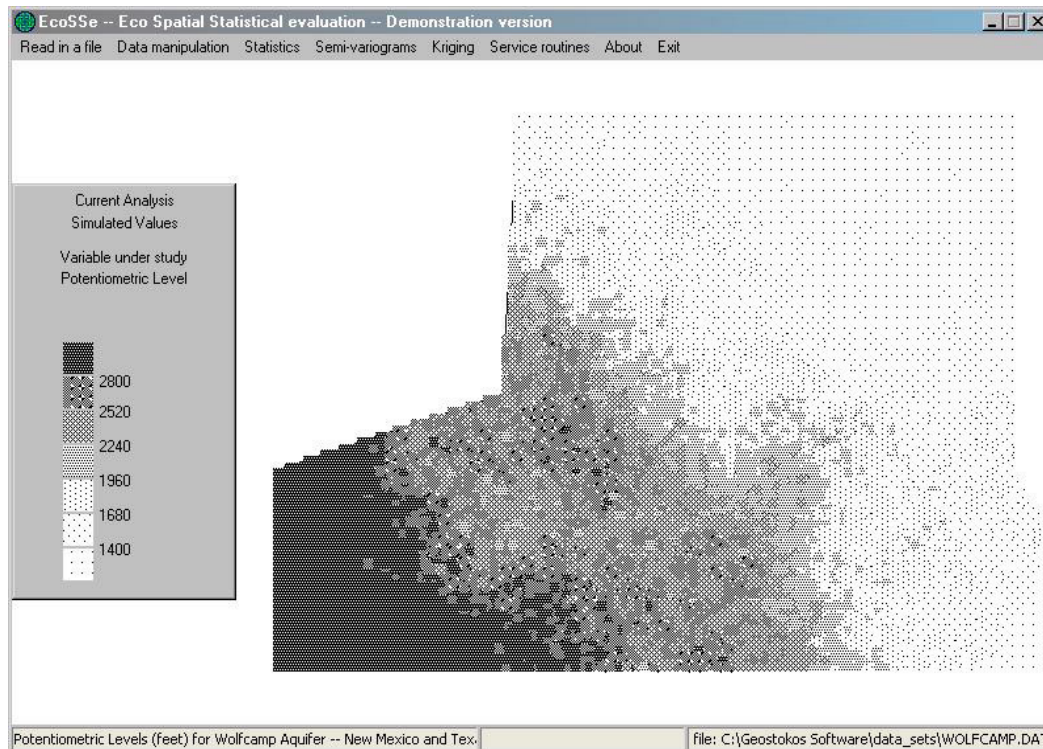 EcoSSe -- Eco Spatial Statistical evaluation -- Demonstration version
Read in a file Data manipulation Statistics Semi-variograms Kriging Service routines About Exit
Current Analysis
Simulated Values
Variable under study
Potentiometric Level
2800
2520
2240
1960
1680
1400
Potentiometric Levels (feet) for Wolfcamp Aquifer -- New Mexico and Tex.
file: C:\Geostokos Software\data_sets\WOLFCAMP.DAT